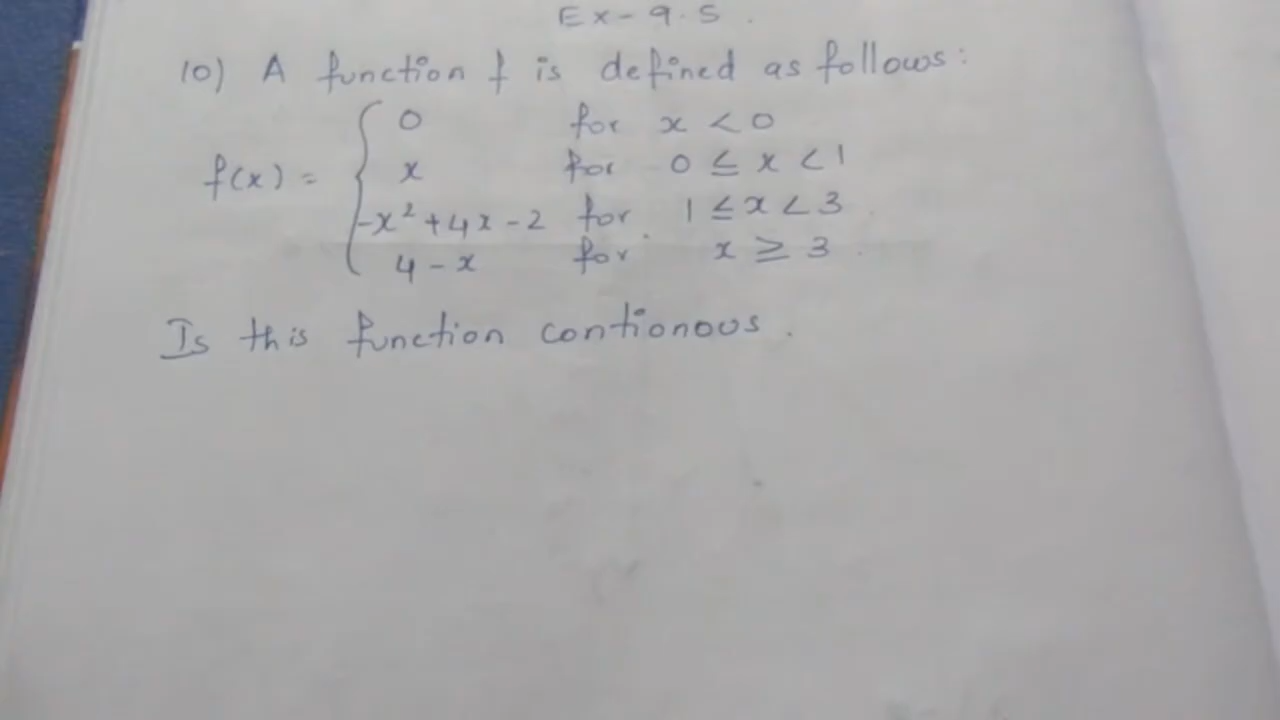 Ex-9.5.
10) A function f is defined as follows:
f(x) = { 0 for x < 0
x for 0 ≤ x < 1
-x² + 4x - 2 for 1 ≤ x < 3
4 - x for x ≥ 3.
Is this function contionous.